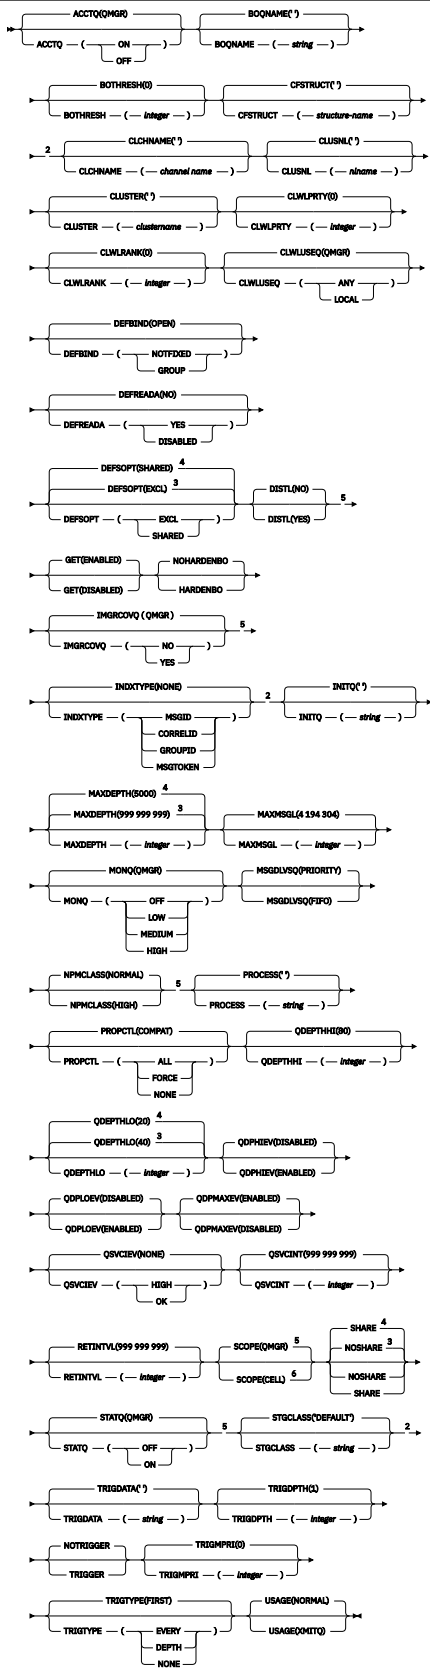 ACCTQ(QMGR) BOQNAME(' ')
ACCTQ ( ON ) BOQNAME ( string )
OFF
BOTHRESH(0) CFSTRUCT(' ')
BOTHRESH ( integer ) CFSTRUCT ( structure-name )
2 CLCHNAME(' ') CLUSNL(' ')
CLCHNAME ( channel name ) CLUSNL ( nlname )
CLUSTER(' ') CLWLPRTY(0)
CLUSTER ( clustername ) CLWLPRTY ( integer )
CLWLRANK(0) CLWLUSEQ(QMGR)
CLWLRANK ( integer ) CLWLUSEQ ( ANY )
LOCAL
DEFBIND(OPEN)
DEFBIND ( NOTFIXED )
GROUP
DEFREADA(NO)
DEFREADA ( YES )
DISABLED
DEFSOPT(SHARED) 4
DEFSOPT(EXCL) 3 DISTL(NO) 5
DEFSOPT ( EXCL ) DISTL(YES)
SHARED
GET(ENABLED) NOHARDENBO
GET(DISABLED) HARDENBO
IMGRCOVQ ( QMGR ) 5
IMGRCOVQ ( NO )
YES
INDXTYPE(NONE) 2 INITQ(' ')
INDXTYPE ( MSGID ) INITQ ( string )
CORRELID
GROUPID
MSGTOKEN
MAXDEPTH(5000) 4
MAXDEPTH(999 999 999) 3 MAXMSGL(4 194 304)
MAXDEPTH ( integer ) MAXMSGL ( integer )
MONQ(QMGR) MSGDLVSQ(PRIORITY)
MONQ ( OFF ) MSGDLVSQ(FIFO)
LOW
MEDIUM
HIGH
NPMCLASS(NORMAL) 5 PROCESS(' ')
NPMCLASS(HIGH) PROCESS ( string )
PROPCTL(COMPAT) QDEPTHHI(80)
PROPCTL ( ALL ) QDEPTHHI ( integer )
FORCE
NONE
QDEPTHLO(20) 4
QDEPTHLO(40) 3 QDPHIEV(DISABLED)
QDEPTHLO ( integer ) QDPHIEV(ENABLED)
QDPLOEV(DISABLED) QDPMAXEV(ENABLED)
QDPLOEV(ENABLED) QDPMAXEV(DISABLED)
QSVCIEV(NONE) QSVCINT(999 999 999)
QSVCIEV ( HIGH ) QSVCINT ( integer )
OK
SHARE 4
RETINTVL(999 999 999) SCOPE(QMGR) 5 NOSHARE 3
RETINTVL ( integer ) SCOPE(CELL) 6 NOSHARE
SHARE
STATQ(QMGR) 5 STGCLASS('DEFAULT') 2
STATQ ( OFF ) STGCLASS ( string )
ON
TRIGDATA(' ') TRIGDPTH(1)
TRIGDATA ( string ) TRIGDPTH ( integer )
NOTRIGGER TRIGMPRI(0)
TRIGGER TRIGMPRI ( integer )
TRIGTYPE(FIRST) USAGE(NORMAL)
TRIGTYPE ( EVERY ) USAGE(XMITQ)
DEPTH
NONE